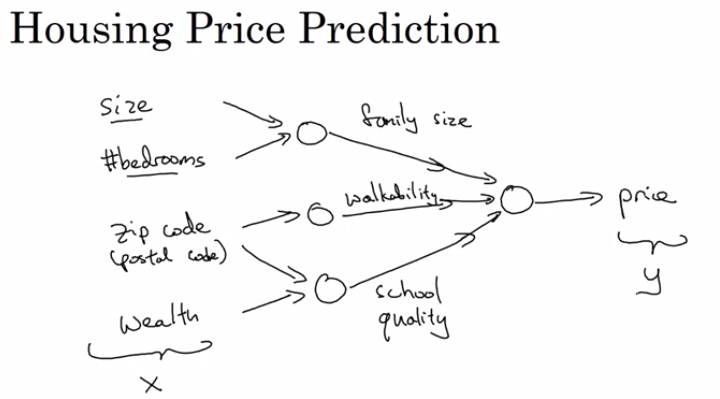 Housing Price Prediction
size
family size
#bedrooms
walkability
price
zip code
(postal code)
y
school
quality
wealth
x